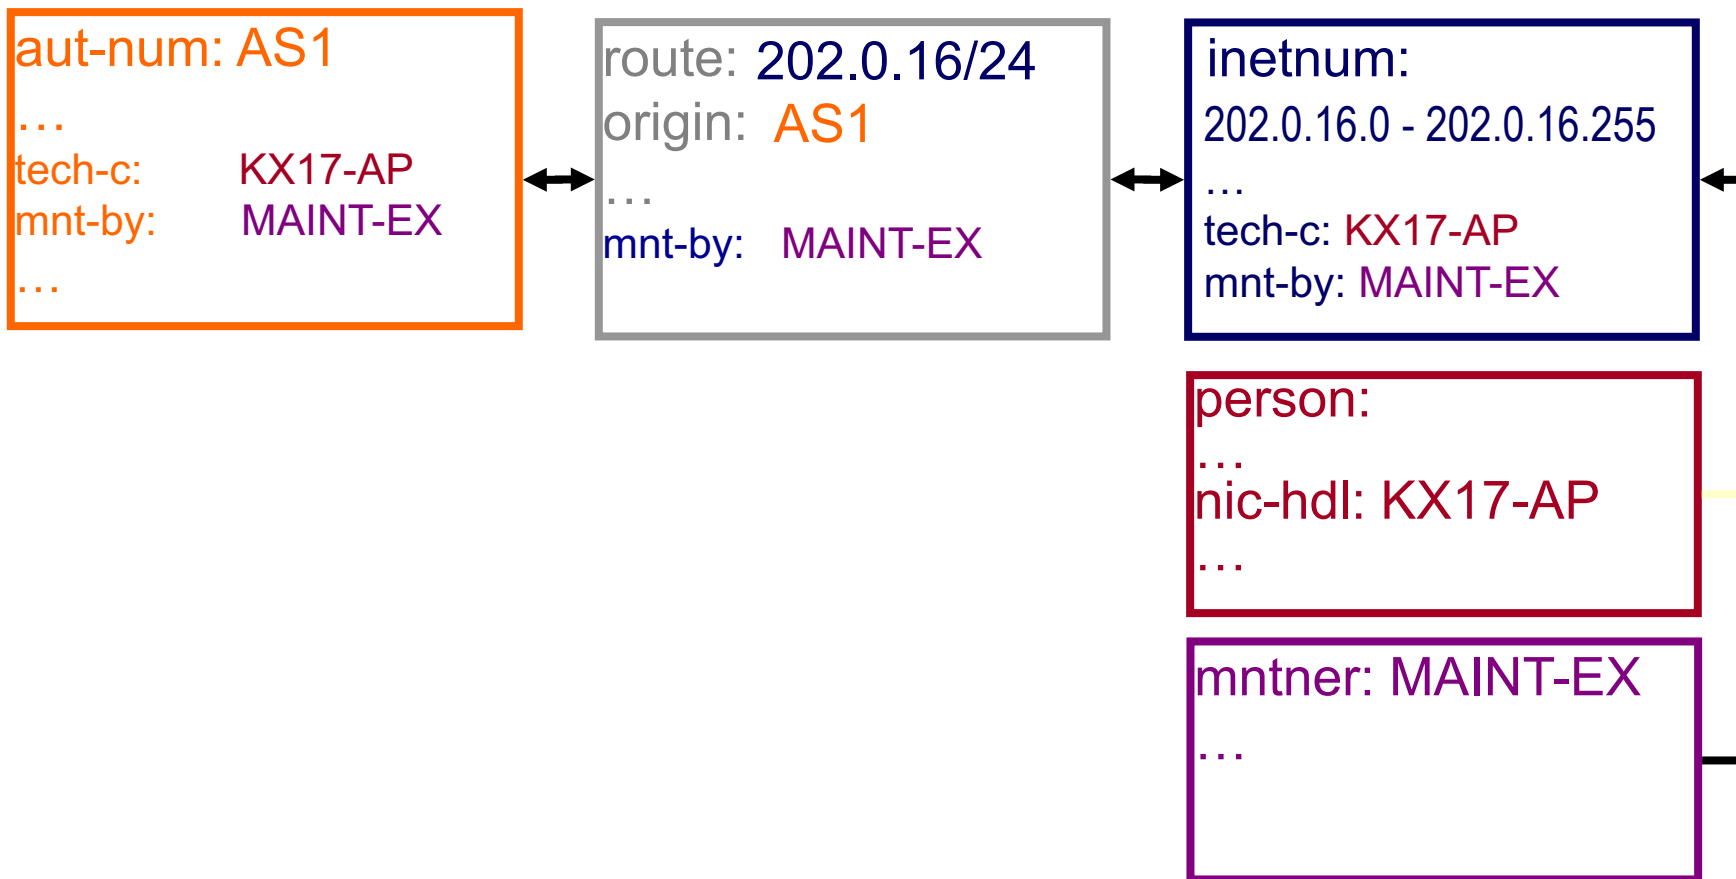 aut-num: AS1
…
tech-c: KX17-AP
mnt-by: MAINT-EX
…
route: 202.0.16/24
origin: AS1
…
mnt-by: MAINT-EX
inetnum:
202.0.16.0 - 202.0.16.255
…
tech-c: KX17-AP
mnt-by: MAINT-EX
person:
…
nic-hdl: KX17-AP
…
mntner: MAINT-EX
…